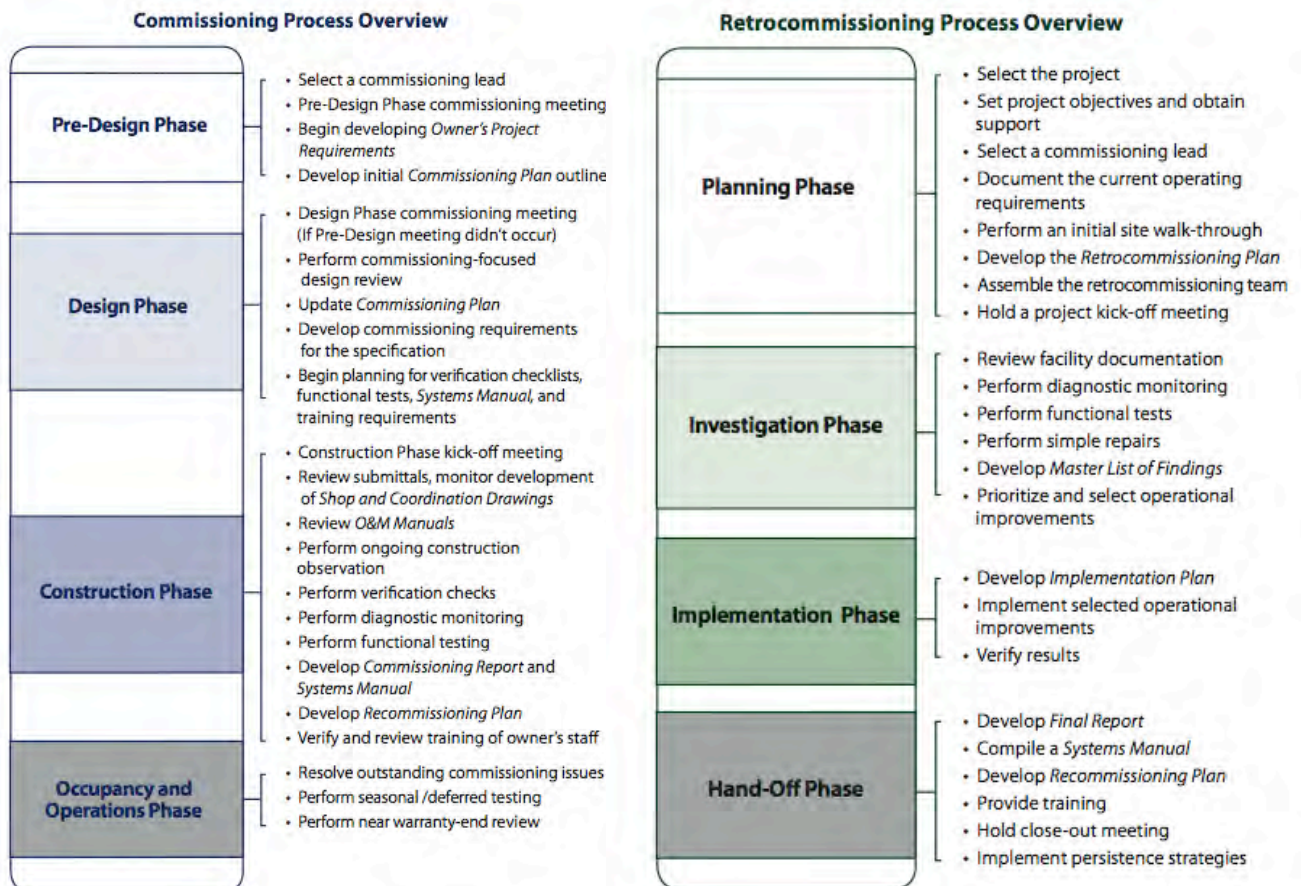 Commissioning Process Overview
Pre-Design Phase
• Select a commissioning lead
• Pre-Design Phase commissioning meeting
• Begin developing Owner's Project
Requirements
• Develop initial Commissioning Plan outline
Design Phase
• Design Phase commissioning meeting
(If Pre-Design meeting didn't occur)
• Perform commissioning-focused
design review
• Update Commissioning Plan
• Develop commissioning requirements
for the specification
• Begin planning for verification checklists,
functional tests, Systems Manual, and
training requirements
Construction Phase
• Construction Phase kick-off meeting
• Review submittals, monitor development
of Shop and Coordination Drawings
• Review O&M Manuals
• Perform ongoing construction
observation
• Perform verification checks
• Perform diagnostic monitoring
• Perform functional testing
• Develop Commissioning Report and
Systems Manual
• Develop Recommissioning Plan
• Verify and review training of owner's staff
Occupancy and
Operations Phase
• Resolve outstanding commissioning issues
• Perform seasonal /deferred testing
• Perform near warranty-end review
Retrocommissioning Process Overview
Planning Phase
• Select the project
• Set project objectives and obtain
support
• Select a commissioning lead
• Document the current operating
requirements
• Perform an initial site walk-through
• Develop the Retrocommissioning Plan
• Assemble the retrocommissioning team
• Hold a project kick-off meeting
Investigation Phase
• Review facility documentation
• Perform diagnostic monitoring
• Perform functional tests
• Perform simple repairs
• Develop Master List of Findings
• Prioritize and select operational
improvements
Implementation Phase
• Develop Implementation Plan
• Implement selected operational
improvements
• Verify results
Hand-Off Phase
• Develop Final Report
• Compile a Systems Manual
• Develop Recommissioning Plan
• Provide training
• Hold close-out meeting
• Implement persistence strategies